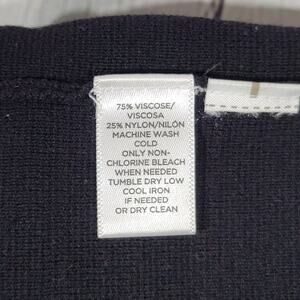 75% VISCOSE/
VISCOSA
25% NYLON/NILÓN
MACHINE WASH
COLD
ONLY NON-
CHLORINE BLEACH
WHEN NEEDED
TUMBLE DRY LOW
COOL IRON
IF NEEDED
OR DRY CLEAN